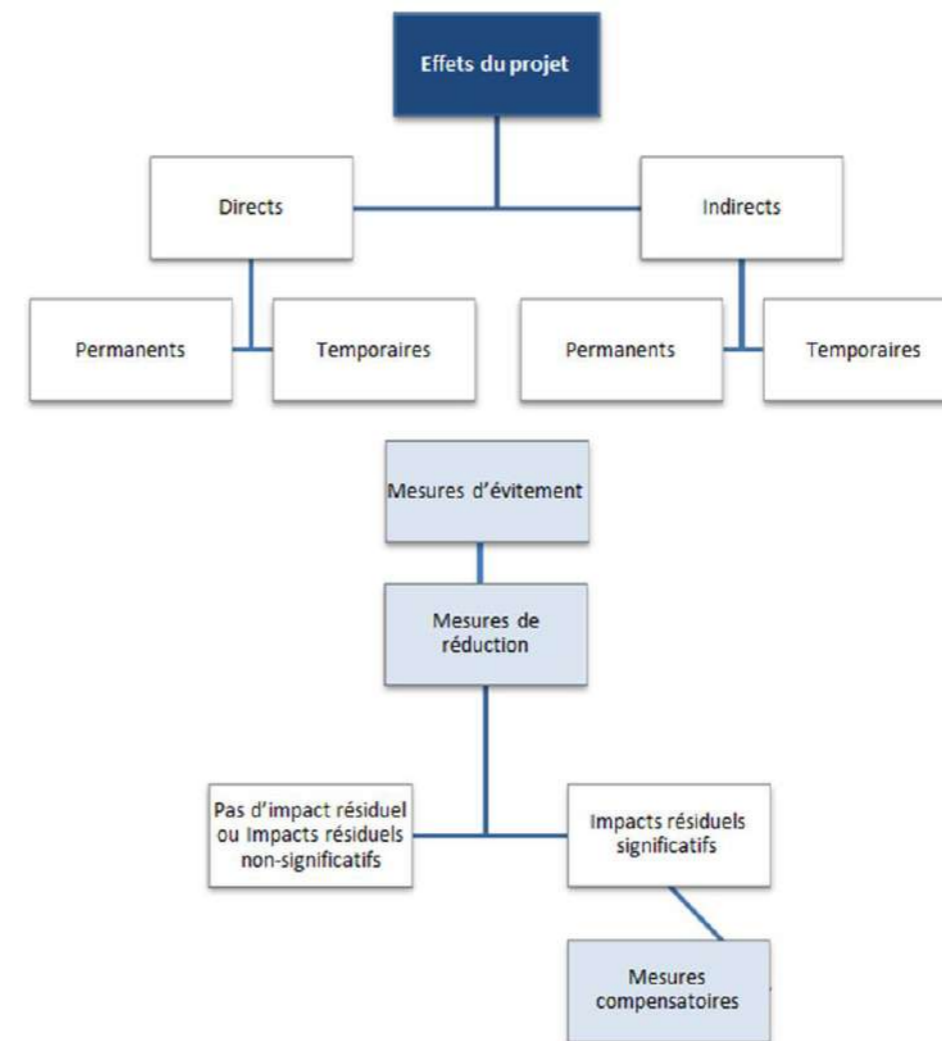 Effets du projet
Directs
Indirects
Permanents
Temporaires
Permanents
Temporaires
Mesures d'évitement
Mesures de
réduction
Pas d'impact résiduel
ou Impacts résiduels
non-significatifs
Impacts résiduels
significatifs
Mesures
compensatoires